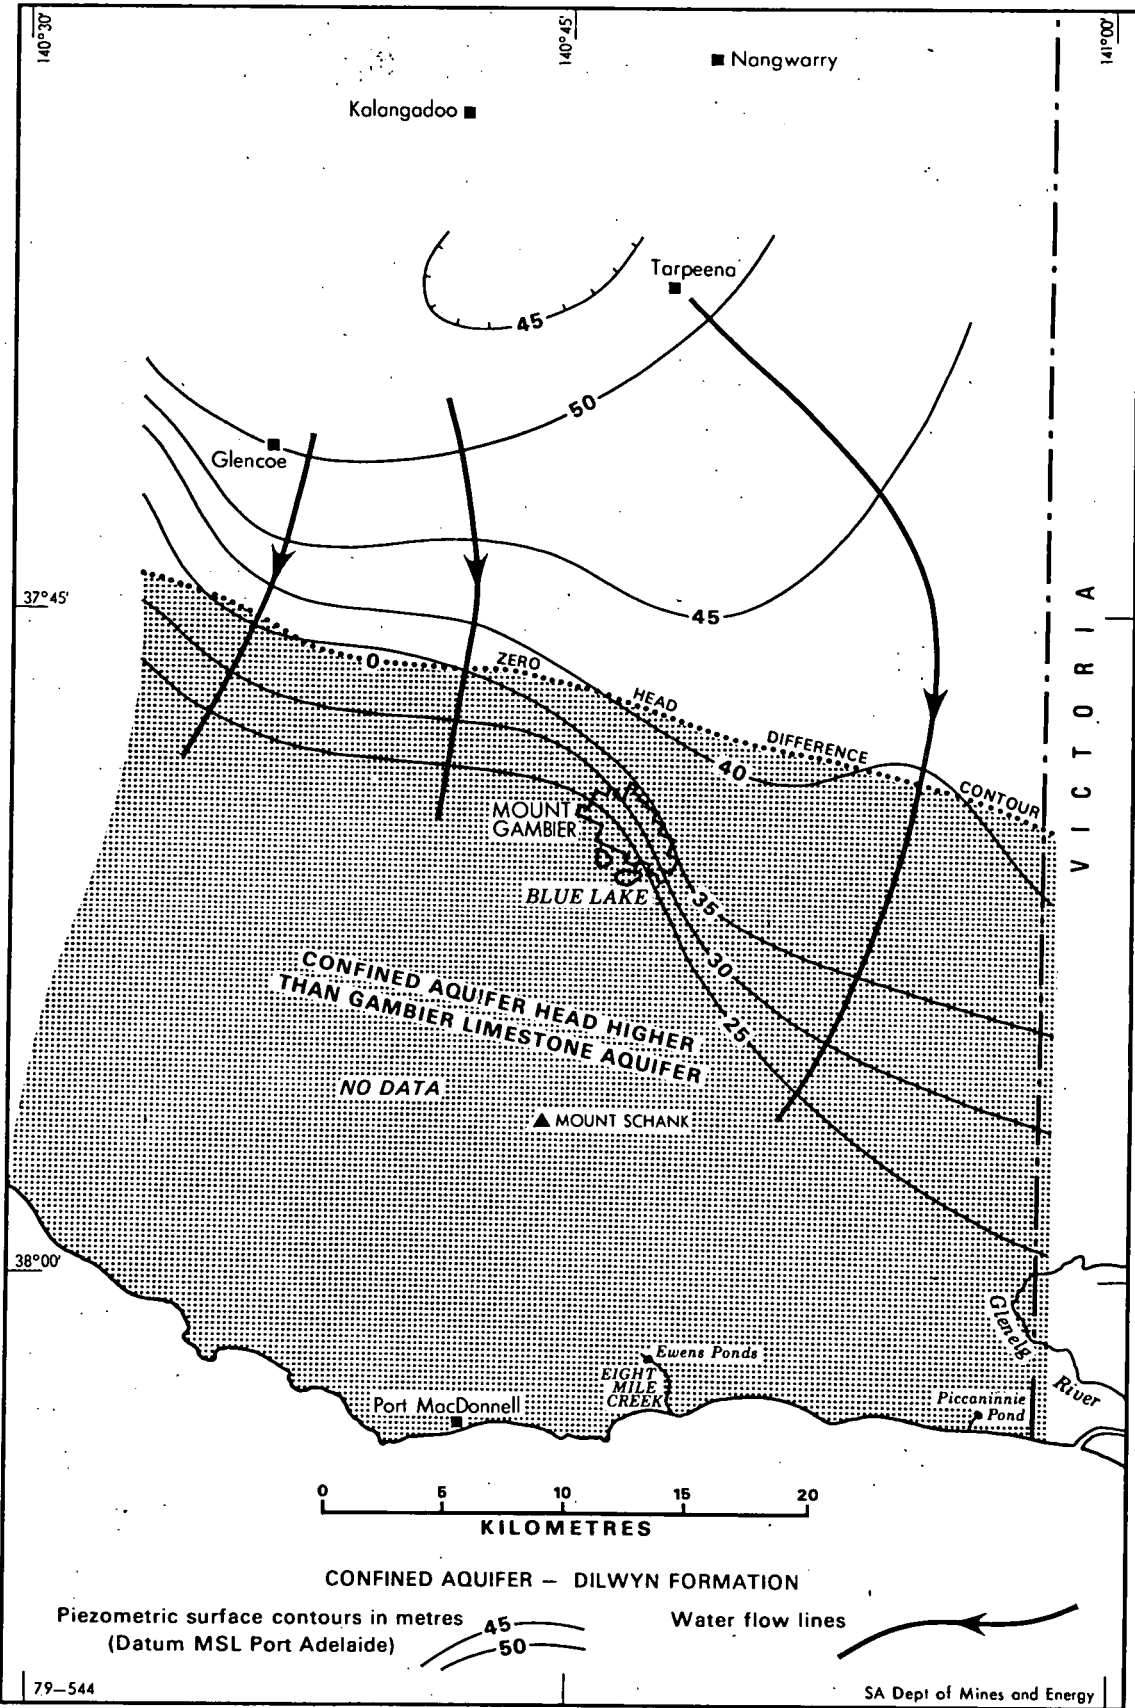 140°30'
140°45'
141°00'
Nangwarry
Kalangadoo
Tarpeena
45
50
Glencoe
45
37°45'
VICTORIA
0
ZERO
HEAD
DIFFERENCE
CONTOUR
40
MOUNT
GAMBIER
BLUE LAKE
35
30
25
CONFINED AQUIFER HEAD HIGHER
THAN GAMBIER LIMESTONE AQUIFER
NO DATA
MOUNT SCHANK
38°00'
Glenelg
River
Ewens Ponds
EIGHT
MILE
CREEK
Port MacDonnell
Piccaninnie
Pond
0 5 10 15 20
KILOMETRES
CONFINED AQUIFER – DILWYN FORMATION
Piezometric surface contours in metres
(Datum MSL Port Adelaide)
45
50
Water flow lines
79–544
SA Dept of Mines and Energy